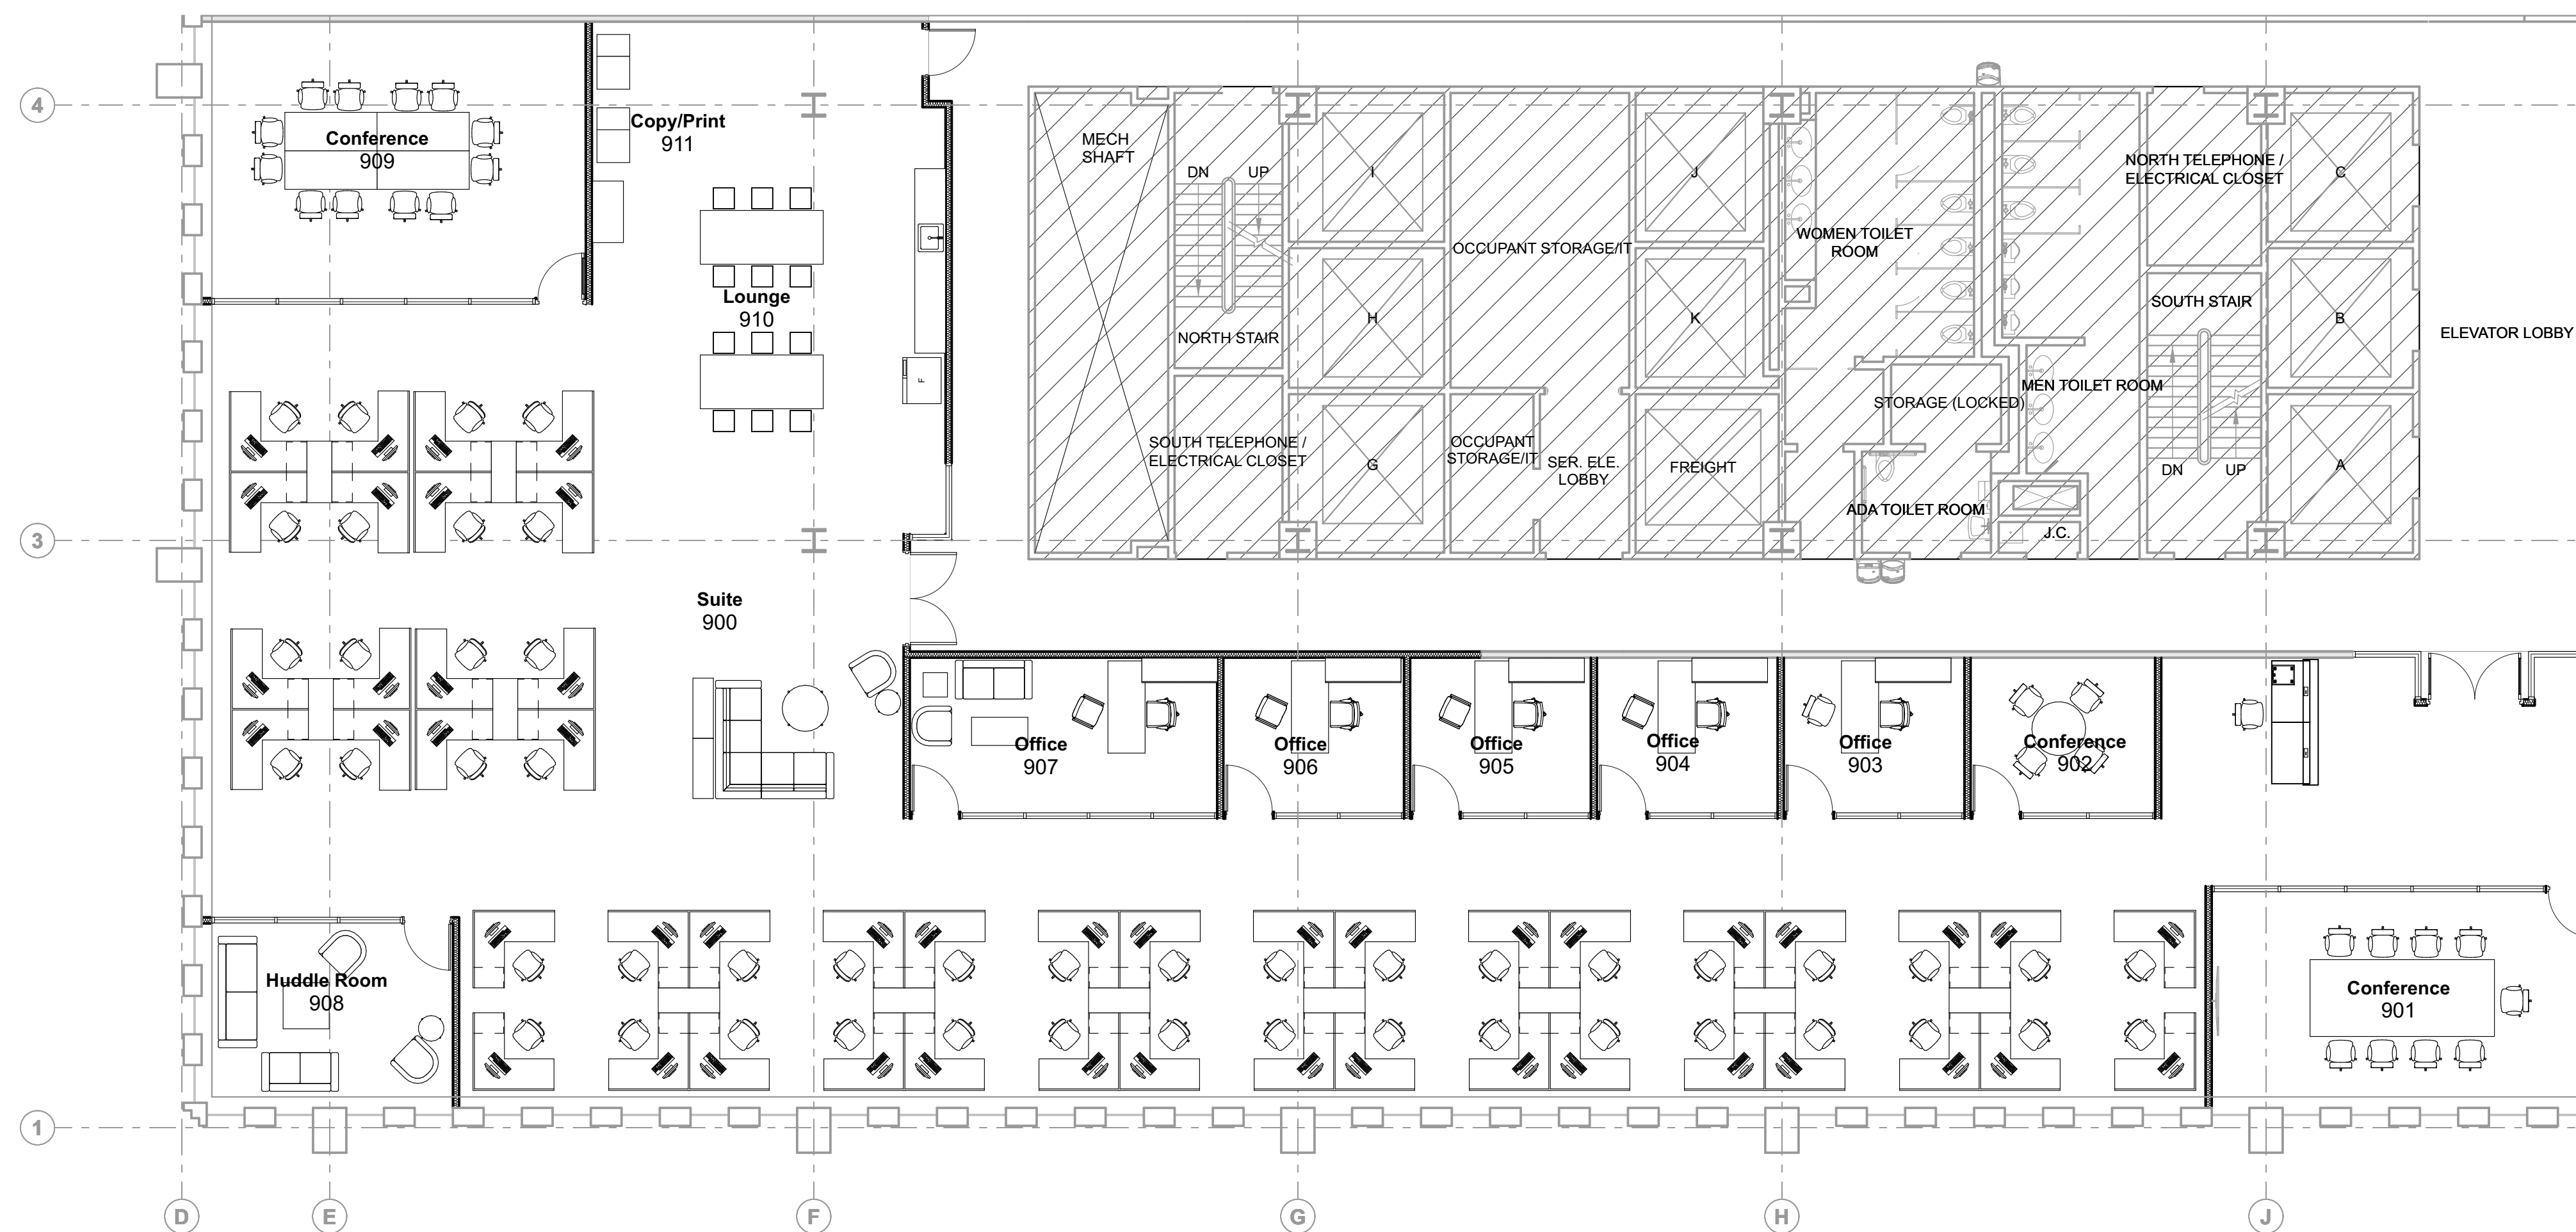 4
Conference
909
Copy/Print
911
MECH
SHAFT
DN
UP
I
J
C
NORTH TELEPHONE /
ELECTRICAL CLOSET
OCCUPANT STORAGE/IT
WOMEN TOILET
ROOM
Lounge
910
NORTH STAIR
H
K
SOUTH STAIR
B
ELEVATOR LOBBY
F
MEN TOILET ROOM
STORAGE (LOCKED)
SOUTH TELEPHONE /
ELECTRICAL CLOSET
G
OCCUPANT
STORAGE/IT
SER. ELE.
LOBBY
FREIGHT
DN
UP
A
ADA TOILET ROOM
J.C.
3
Suite
900
Office
907
Office
906
Office
905
Office
904
Office
903
Conference
902
Huddle Room
908
Conference
901
1
D
E
F
G
H
J